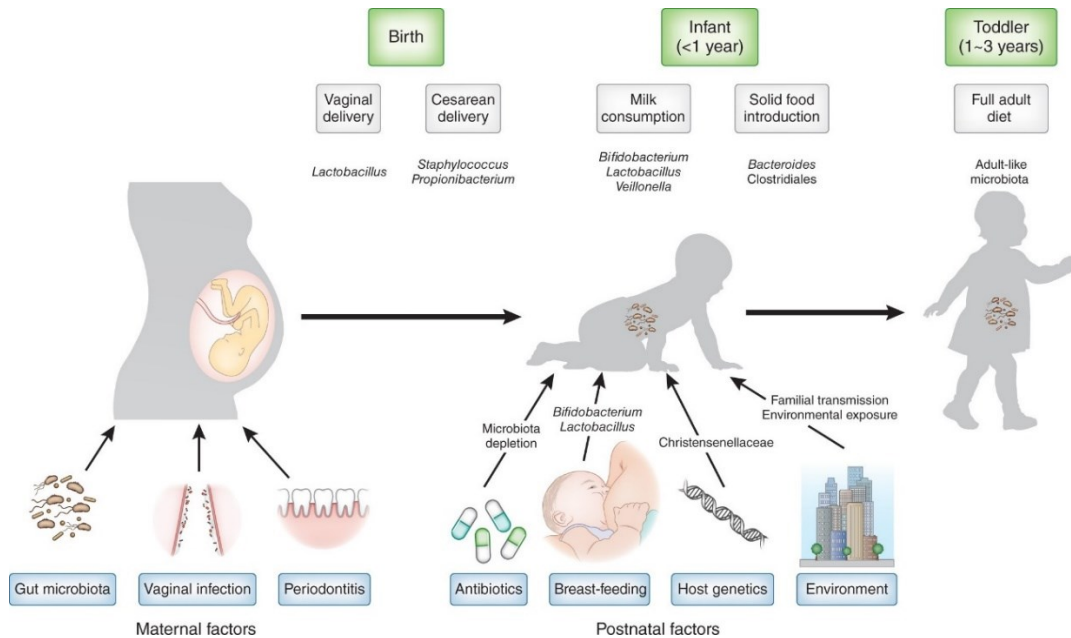 Birth
Infant
(<1 year)
Toddler
(1~3 years)
Vaginal
delivery
Cesarean
delivery
Milk
consumption
Solid food
introduction
Full adult
diet
Lactobacillus
Staphylococcus
Propionibacterium
Bifidobacterium
Lactobacillus
Veillonella
Bacteroides
Clostridiales
Adult-like
microbiota
Microbiota
depletion
Bifidobacterium
Lactobacillus
Christensenellaceae
Familial transmission
Environmental exposure
Gut microbiota
Vaginal infection
Periodontitis
Antibiotics
Breast-feeding
Host genetics
Environment
Maternal factors
Postnatal factors